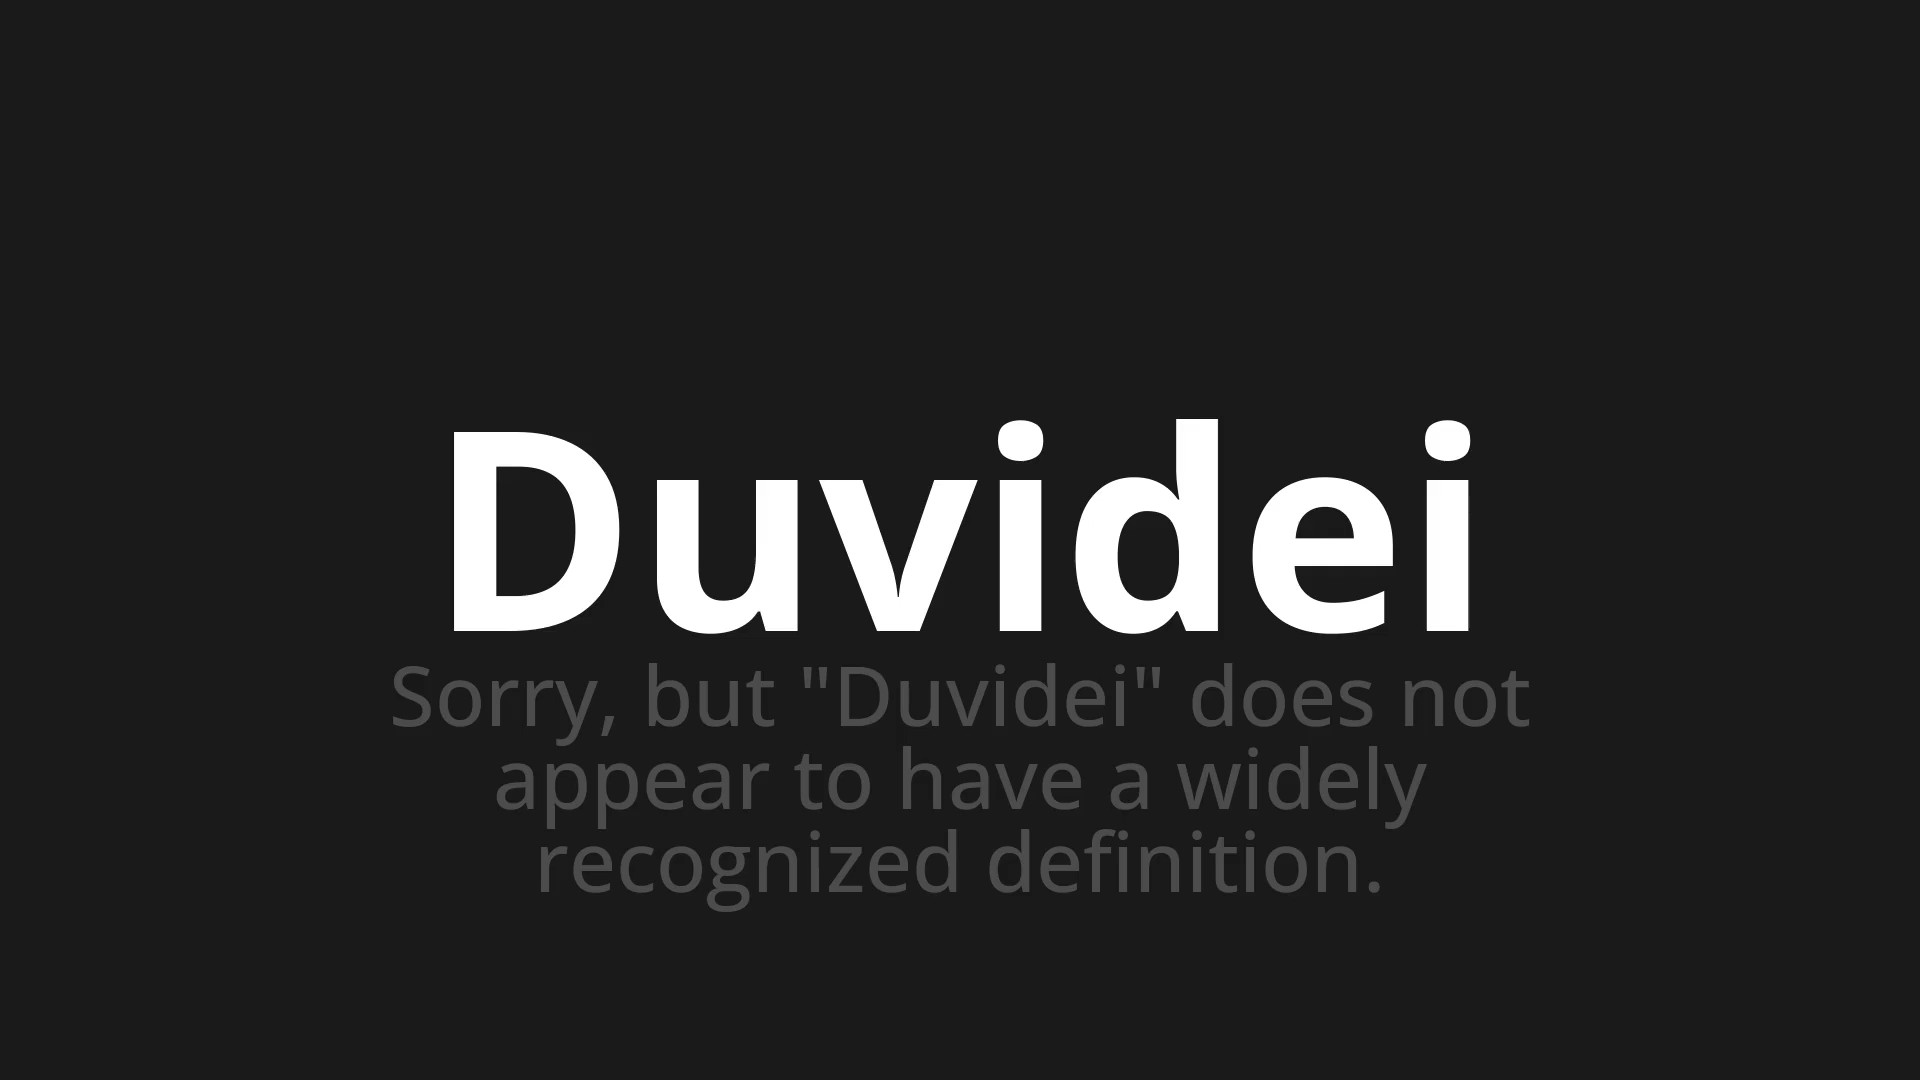 Duvidei
Sorry, but "Duvidei" does not
appear to have a widely
recognized definition.